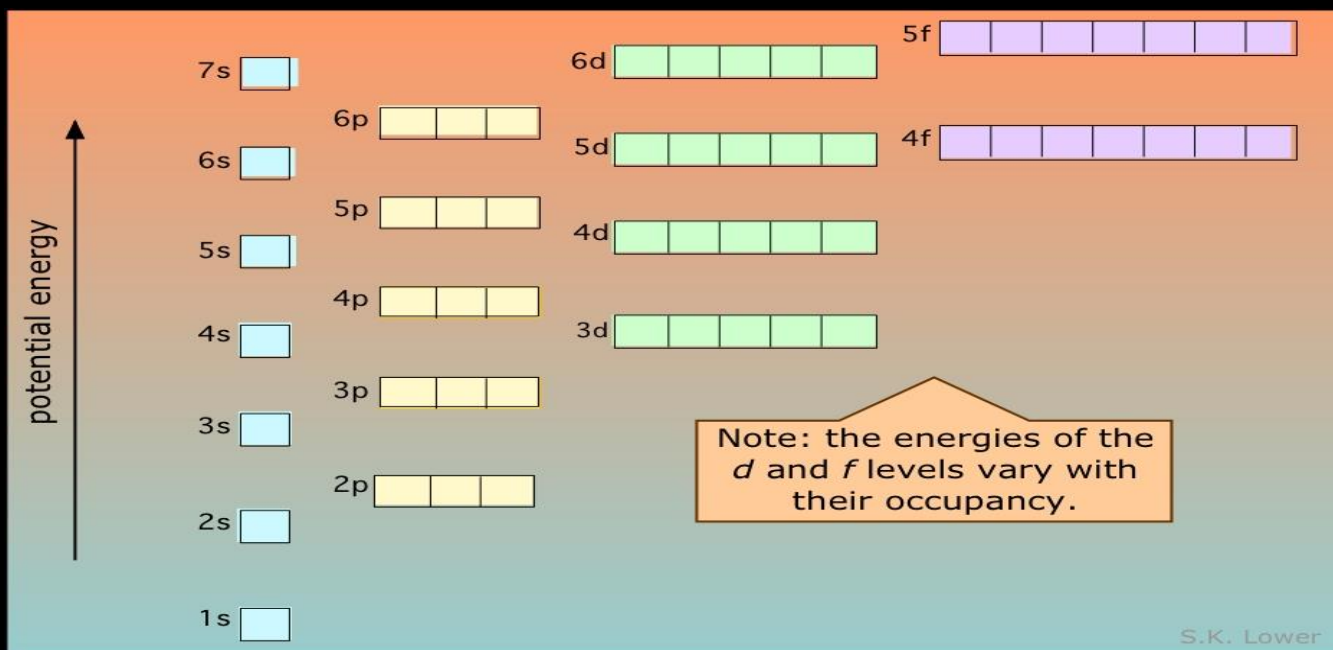 5f
6d
7s
6p
4f
5d
6s
5p
4d
5s
4p
3d
4s
3p
3s
2p
2s
1s
potential energy
Note: the energies of the
d and f levels vary with
their occupancy.
S.K. Lower